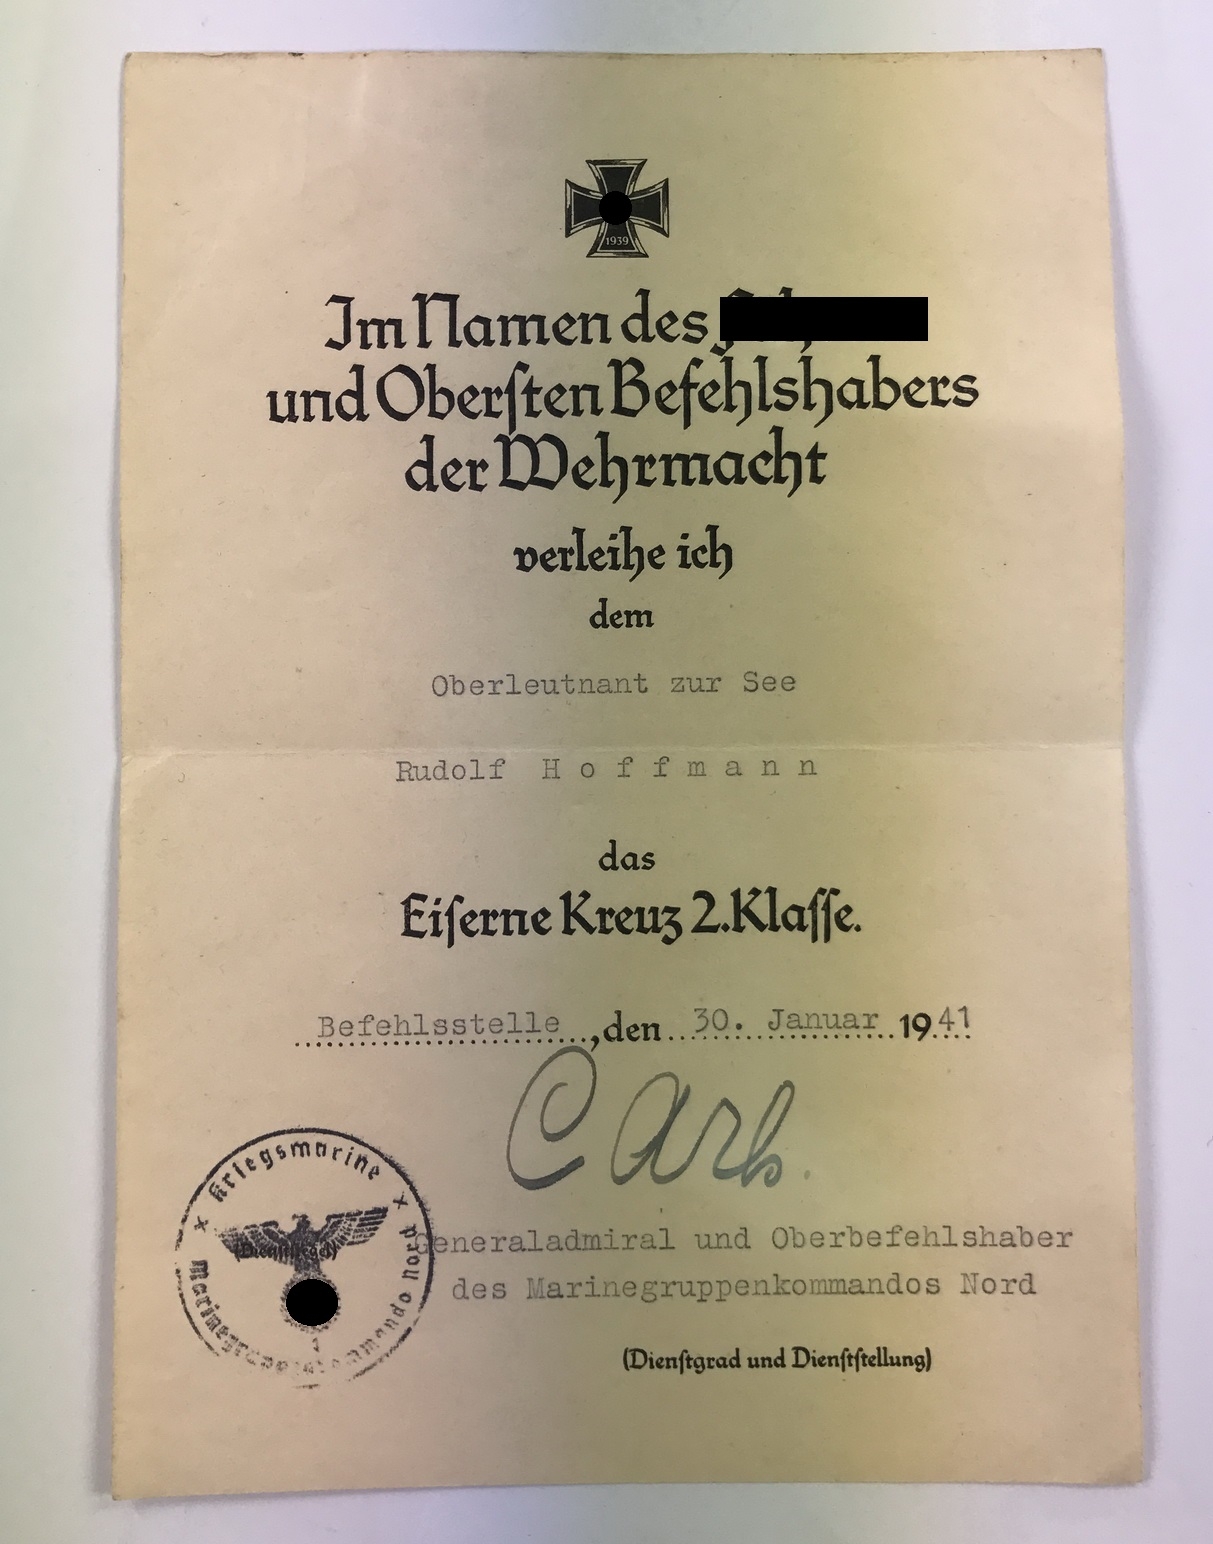 1939
Im Namen des
und Oberſten Befehlshabers
der Wehrmacht
verleihe ich
dem
Oberleutnant zur See
Rudolf Hoffmann
das
Eiſerne Kreuz 2.Klaſſe.
Befehlsstelle, den 30. Januar 1941
Carls.
Generaladmiral und Oberbefehlshaber
des Marinegruppenkommandos Nord
(Dienſtgrad und Dienſtſtellung)
Kriegsmarine
Marinegruppenkommando Nord
(Dienſtſiegel)